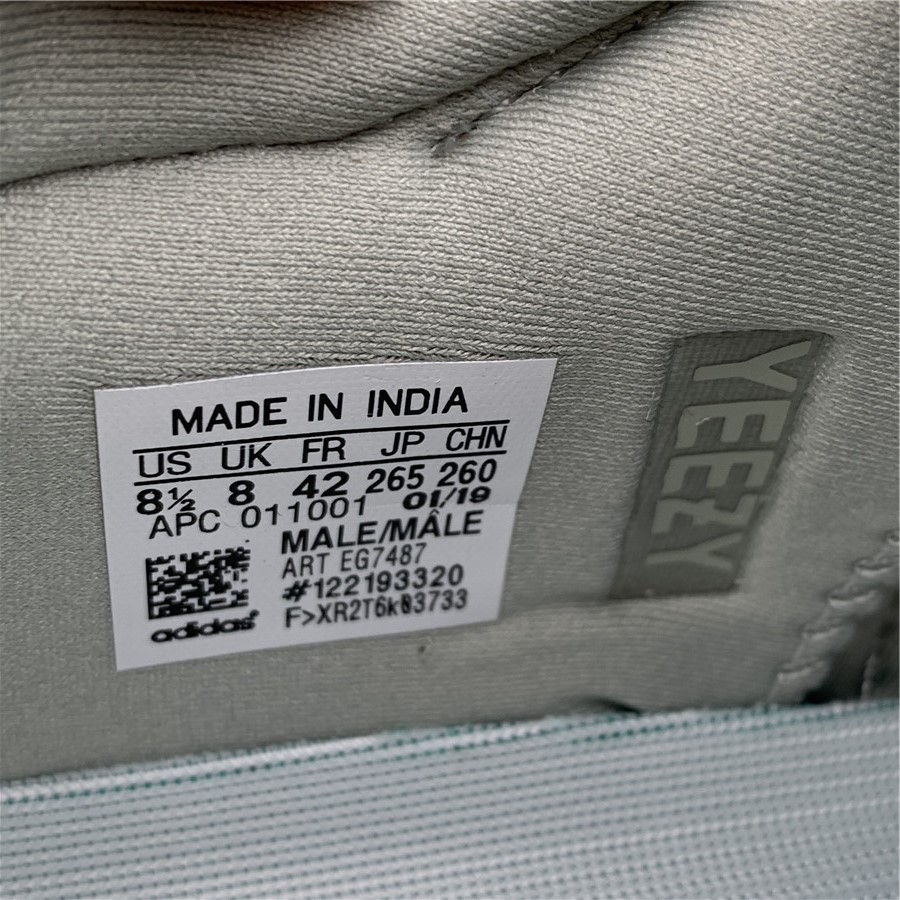 MADE IN INDIA
US UK FR JP CHN
8½ 8 42 265 260
APC 011001 01/19
MALE/MÂLE
ART EG7487
#122193320
F>XR2T6k03733
adidas
YEEZY